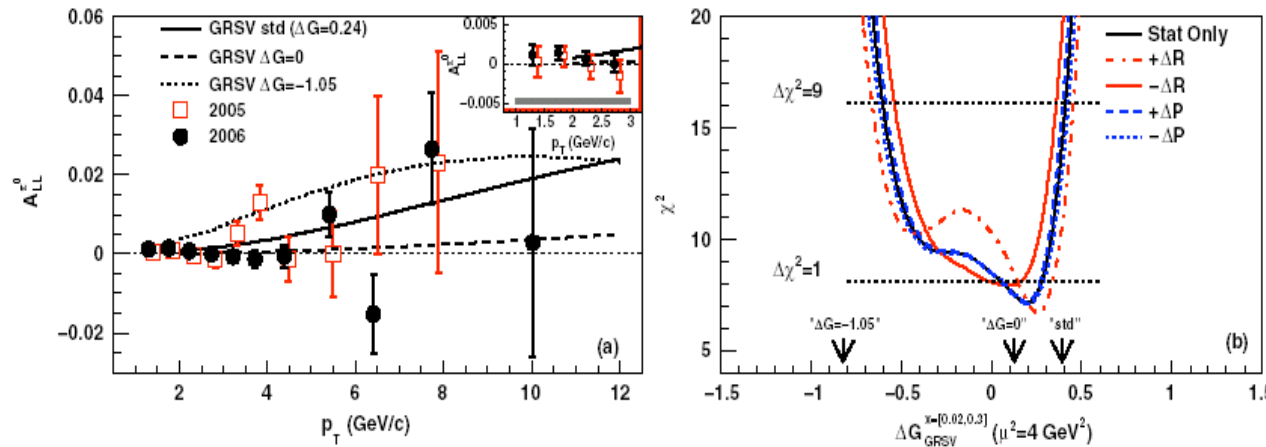 0.06
0.04
0.02
0
−0.02
A_LL^π⁰
GRSV std (ΔG=0.24)
GRSV ΔG=0
GRSV ΔG=−1.05
2005
2006
0.005
0
−0.005
A_LL^π⁰
1 1.5 2 2.5 3
p_T (GeV/c)
(a)
2 4 6 8 10 12
p_T (GeV/c)
20
15
10
5
χ²
Stat Only
+ΔR
−ΔR
+ΔP
−ΔP
Δχ²=9
Δχ²=1
"ΔG=−1.05" "ΔG=0" "std"
(b)
−1.5 −1 −0.5 0 0.5 1 1.5
ΔG_GRSV^x=[0.02,0.3] (μ²=4 GeV²)